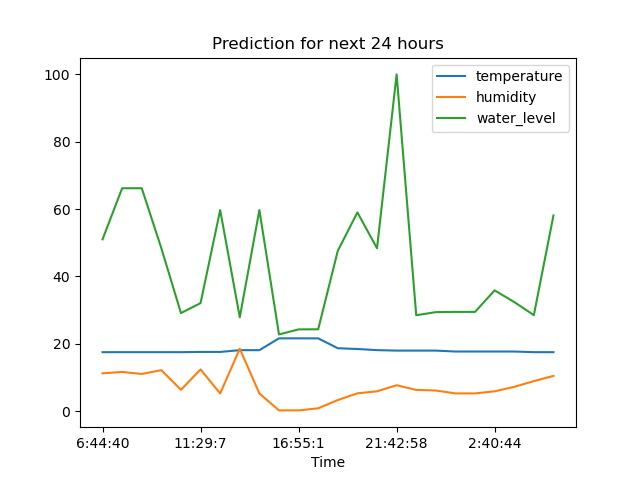 Prediction for next 24 hours
temperature
humidity
water_level
100
80
60
40
20
0
6:44:40 11:29:7 16:55:1 21:42:58 2:40:44
Time